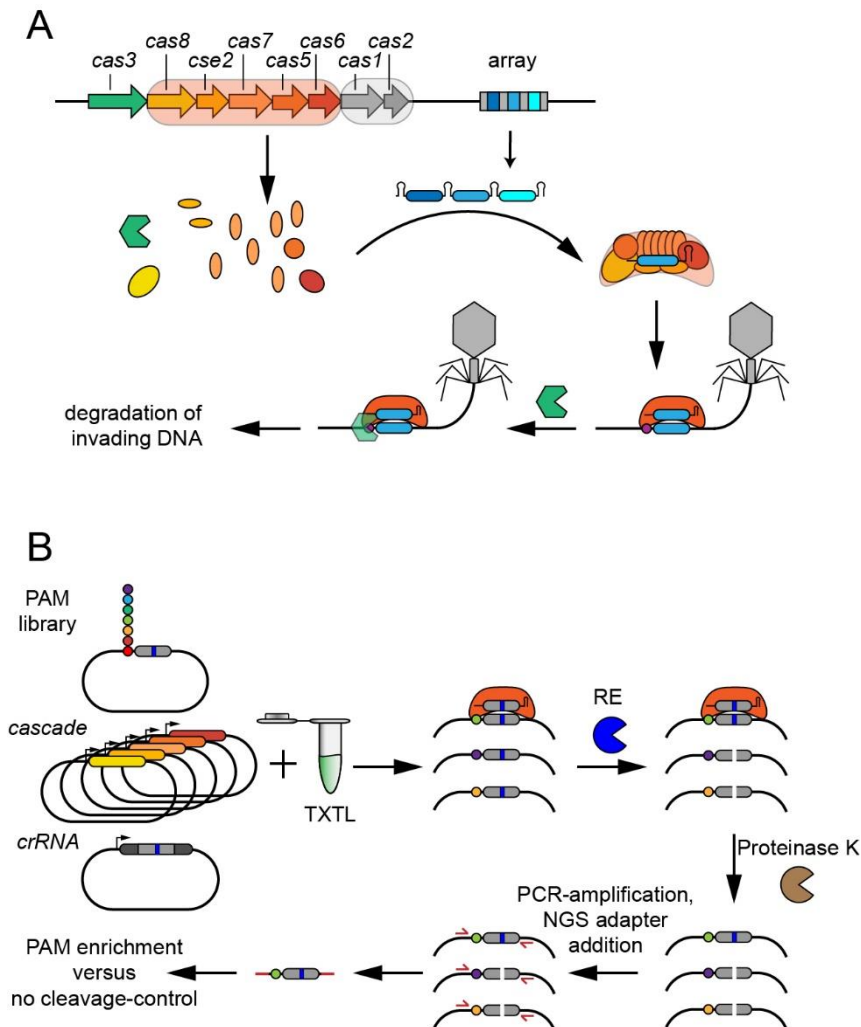 A
cas3
cas8
cse2
cas7
cas5
cas6
cas1
cas2
array
degradation of
invading DNA
B
PAM
library
cascade
TXTL
RE
crRNA
Proteinase K
PCR-amplification,
NGS adapter
addition
PAM enrichment
versus
no cleavage-control